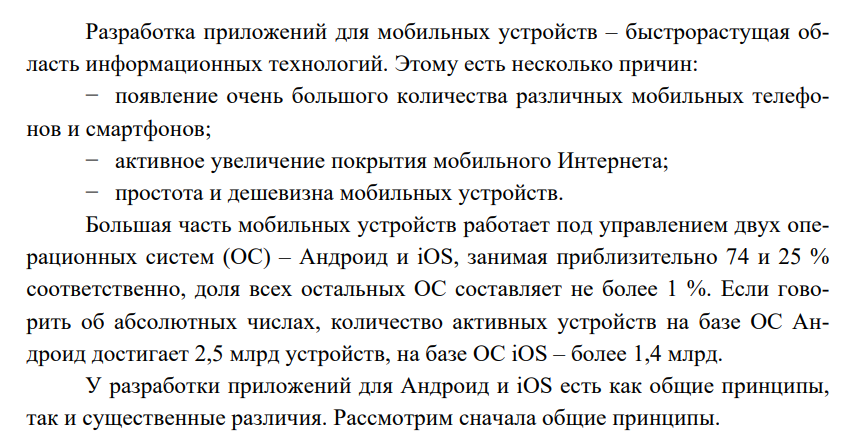 Разработка приложений для мобильных устройств – быстрорастущая об-
ласть информационных технологий. Этому есть несколько причин:
− появление очень большого количества различных мобильных телефо-
нов и смартфонов;
− активное увеличение покрытия мобильного Интернета;
− простота и дешевизна мобильных устройств.
Большая часть мобильных устройств работает под управлением двух опе-
рационных систем (ОС) – Андроид и iOS, занимая приблизительно 74 и 25 %
соответственно, доля всех остальных ОС составляет не более 1 %. Если гово-
рить об абсолютных числах, количество активных устройств на базе ОС Ан-
дроид достигает 2,5 млрд устройств, на базе ОС iOS – более 1,4 млрд.
У разработки приложений для Андроид и iOS есть как общие принципы,
так и существенные различия. Рассмотрим сначала общие принципы.